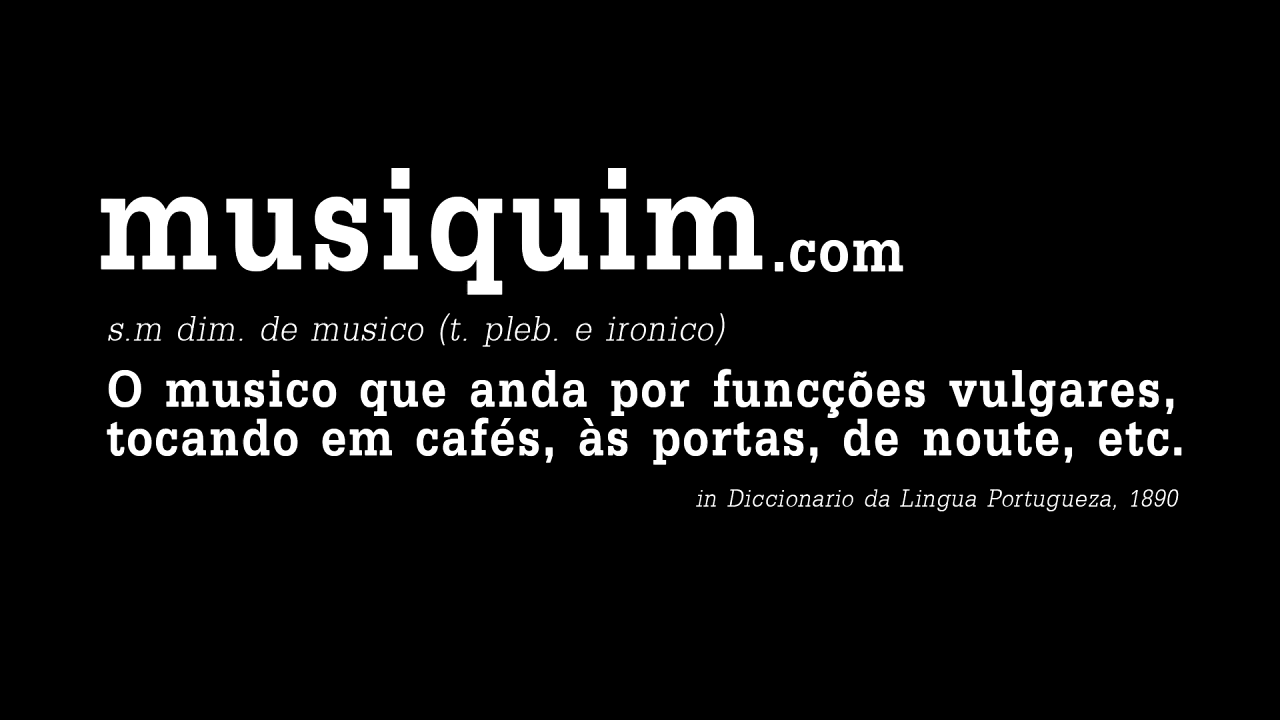 musiquim.com
s.m dim. de musico (t. pleb. e ironico)
O musico que anda por funcções vulgares,
tocando em cafés, às portas, de noute, etc.
in Diccionario da Lingua Portugueza, 1890